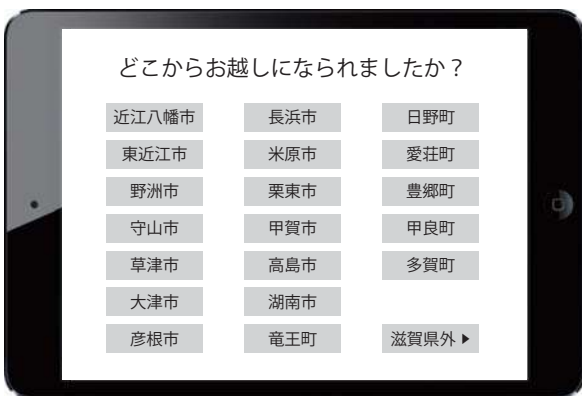 どこからお越しになられましたか？
近江八幡市
東近江市
野洲市
守山市
草津市
大津市
彦根市
長浜市
米原市
栗東市
甲賀市
高島市
湖南市
竜王町
日野町
愛荘町
豊郷町
甲良町
多賀町
滋賀県外▶